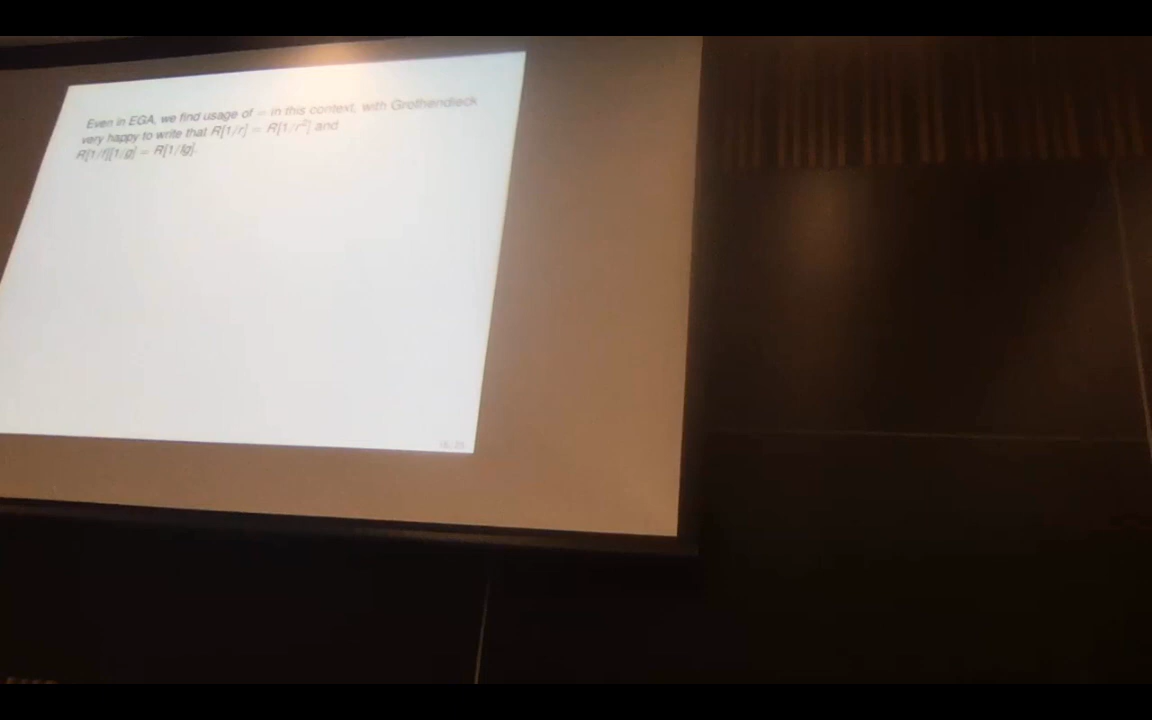 Even in EGA, we find usage of = in this context, with Grothendieck
very happy to write that R[1/r] = R[1/r²] and
R[1/f][1/g] = R[1/fg].